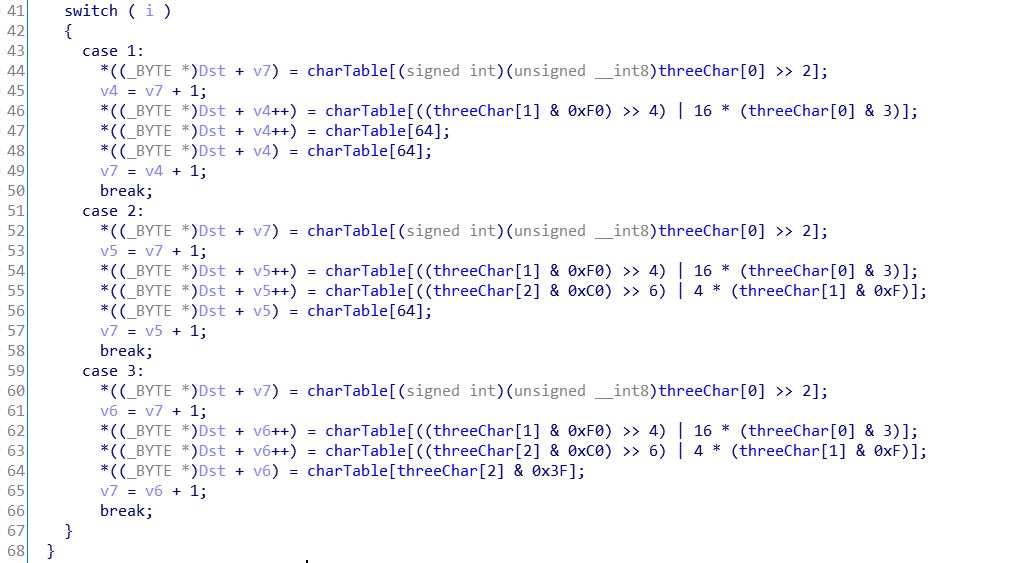 41 switch ( i )
42 {
43 case 1:
44 *((_BYTE *)Dst + v7) = charTable[(signed int)(unsigned __int8)threeChar[0] >> 2];
45 v4 = v7 + 1;
46 *((_BYTE *)Dst + v4++) = charTable[((threeChar[1] & 0xF0) >> 4) | 16 * (threeChar[0] & 3)];
47 *((_BYTE *)Dst + v4++) = charTable[64];
48 *((_BYTE *)Dst + v4) = charTable[64];
49 v7 = v4 + 1;
50 break;
51 case 2:
52 *((_BYTE *)Dst + v7) = charTable[(signed int)(unsigned __int8)threeChar[0] >> 2];
53 v5 = v7 + 1;
54 *((_BYTE *)Dst + v5++) = charTable[((threeChar[1] & 0xF0) >> 4) | 16 * (threeChar[0] & 3)];
55 *((_BYTE *)Dst + v5++) = charTable[((threeChar[2] & 0xC0) >> 6) | 4 * (threeChar[1] & 0xF)];
56 *((_BYTE *)Dst + v5) = charTable[64];
57 v7 = v5 + 1;
58 break;
59 case 3:
60 *((_BYTE *)Dst + v7) = charTable[(signed int)(unsigned __int8)threeChar[0] >> 2];
61 v6 = v7 + 1;
62 *((_BYTE *)Dst + v6++) = charTable[((threeChar[1] & 0xF0) >> 4) | 16 * (threeChar[0] & 3)];
63 *((_BYTE *)Dst + v6++) = charTable[((threeChar[2] & 0xC0) >> 6) | 4 * (threeChar[1] & 0xF)];
64 *((_BYTE *)Dst + v6) = charTable[threeChar[2] & 0x3F];
65 v7 = v6 + 1;
66 break;
67 }
68 }